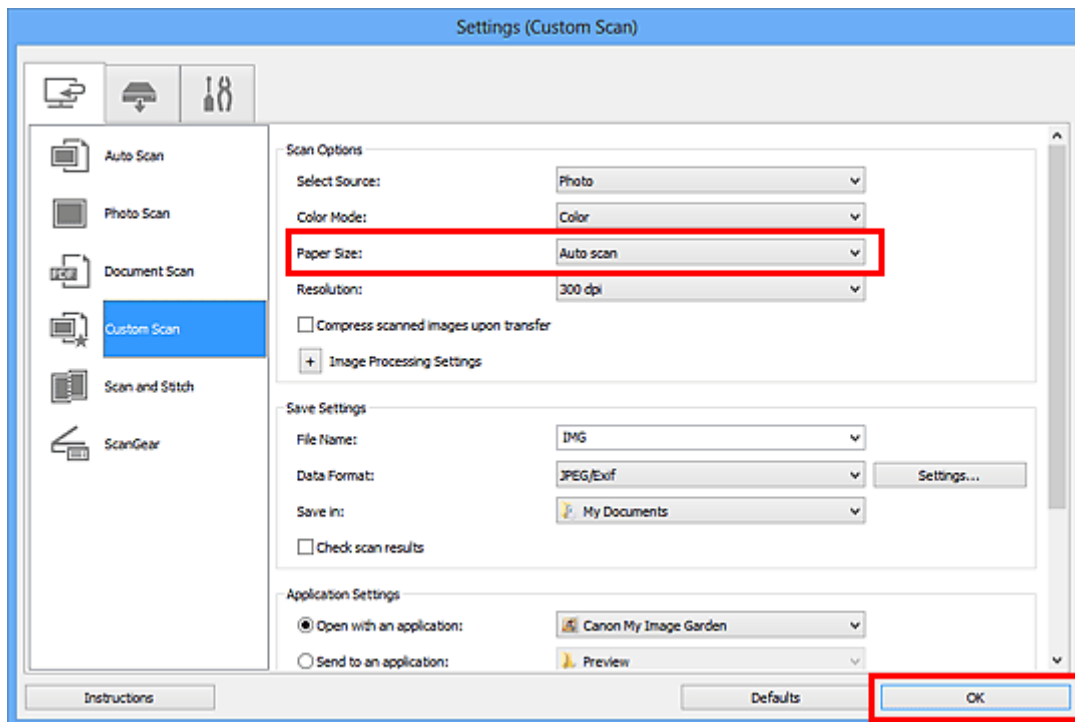 Settings (Custom Scan)
Auto Scan
Photo Scan
Document Scan
Custom Scan
Scan and Stitch
ScanGear
Scan Options
Select Source: Photo
Color Mode: Color
Paper Size: Auto scan
Resolution: 300 dpi
Compress scanned images upon transfer
+ Image Processing Settings
Save Settings
File Name: IMG
Data Format: JPEG/Exif Settings...
Save in: My Documents
Check scan results
Application Settings
Open with an application: Canon My Image Garden
Send to an application: Preview
Instructions Defaults OK